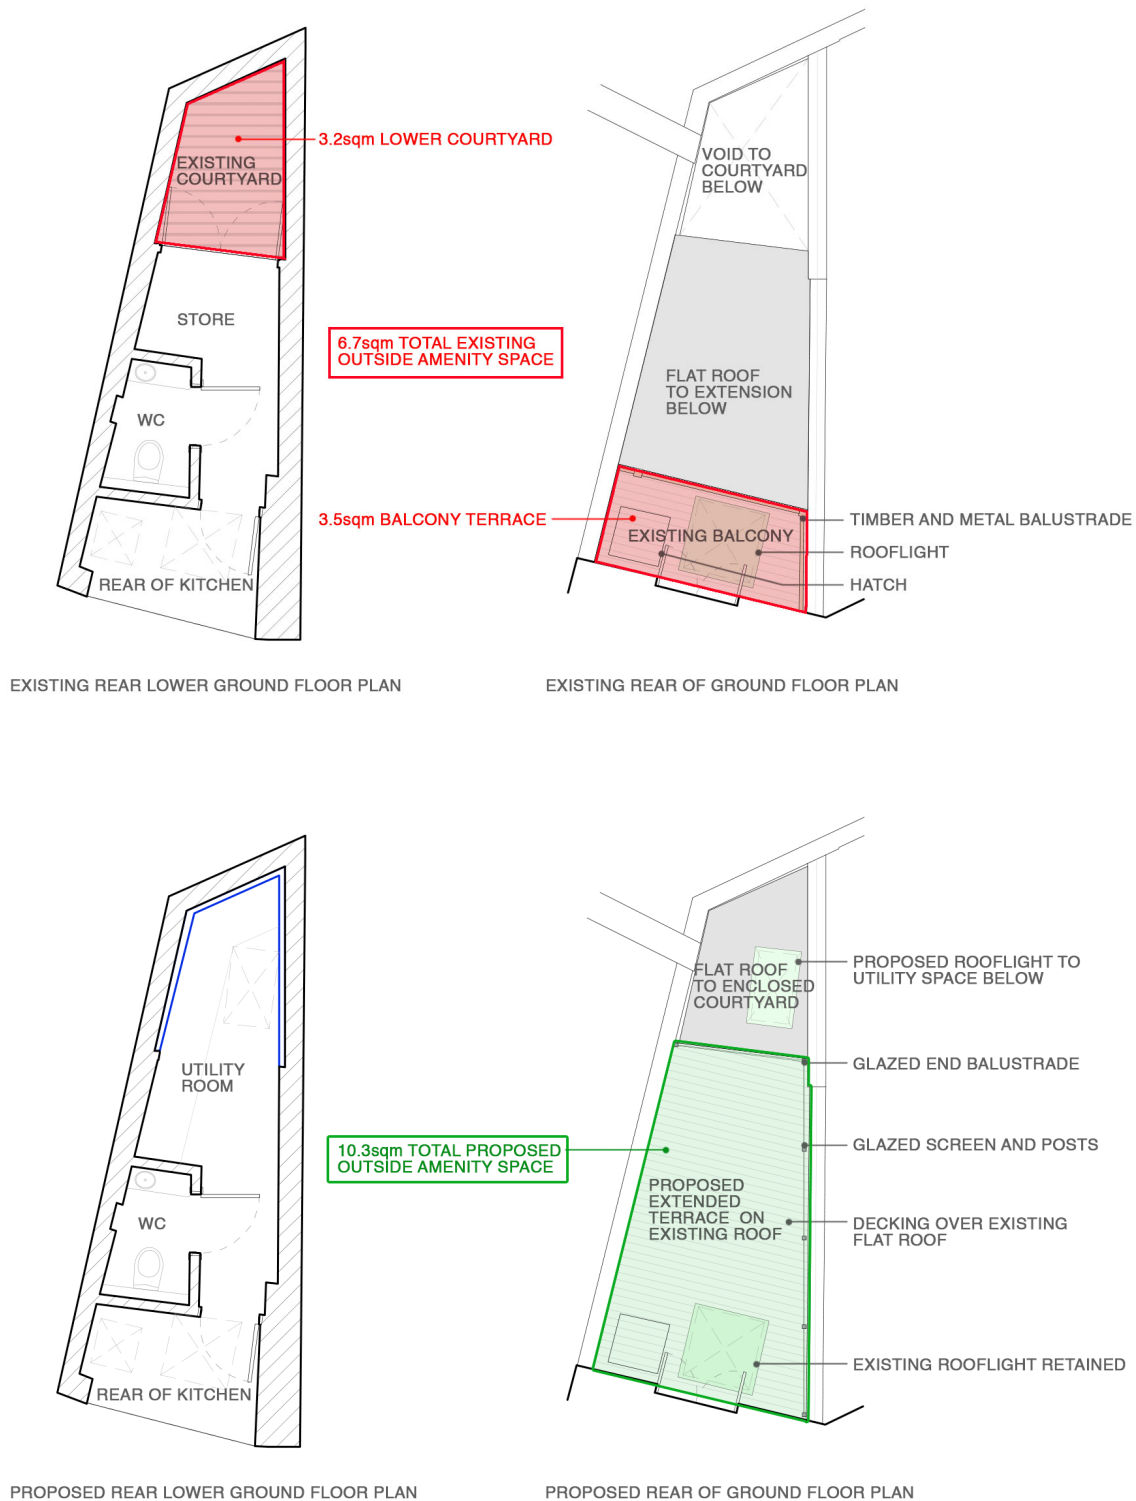 3.2sqm LOWER COURTYARD
EXISTING
COURTYARD
STORE
WC
REAR OF KITCHEN
6.7sqm TOTAL EXISTING
OUTSIDE AMENITY SPACE
3.5sqm BALCONY TERRACE
VOID TO
COURTYARD
BELOW
FLAT ROOF
TO EXTENSION
BELOW
EXISTING BALCONY
TIMBER AND METAL BALUSTRADE
ROOFLIGHT
HATCH
EXISTING REAR LOWER GROUND FLOOR PLAN
EXISTING REAR OF GROUND FLOOR PLAN
UTILITY
ROOM
WC
REAR OF KITCHEN
10.3sqm TOTAL PROPOSED
OUTSIDE AMENITY SPACE
FLAT ROOF
TO ENCLOSED
COURTYARD
PROPOSED
EXTENDED
TERRACE ON
EXISTING ROOF
PROPOSED ROOFLIGHT TO
UTILITY SPACE BELOW
GLAZED END BALUSTRADE
GLAZED SCREEN AND POSTS
DECKING OVER EXISTING
FLAT ROOF
EXISTING ROOFLIGHT RETAINED
PROPOSED REAR LOWER GROUND FLOOR PLAN
PROPOSED REAR OF GROUND FLOOR PLAN